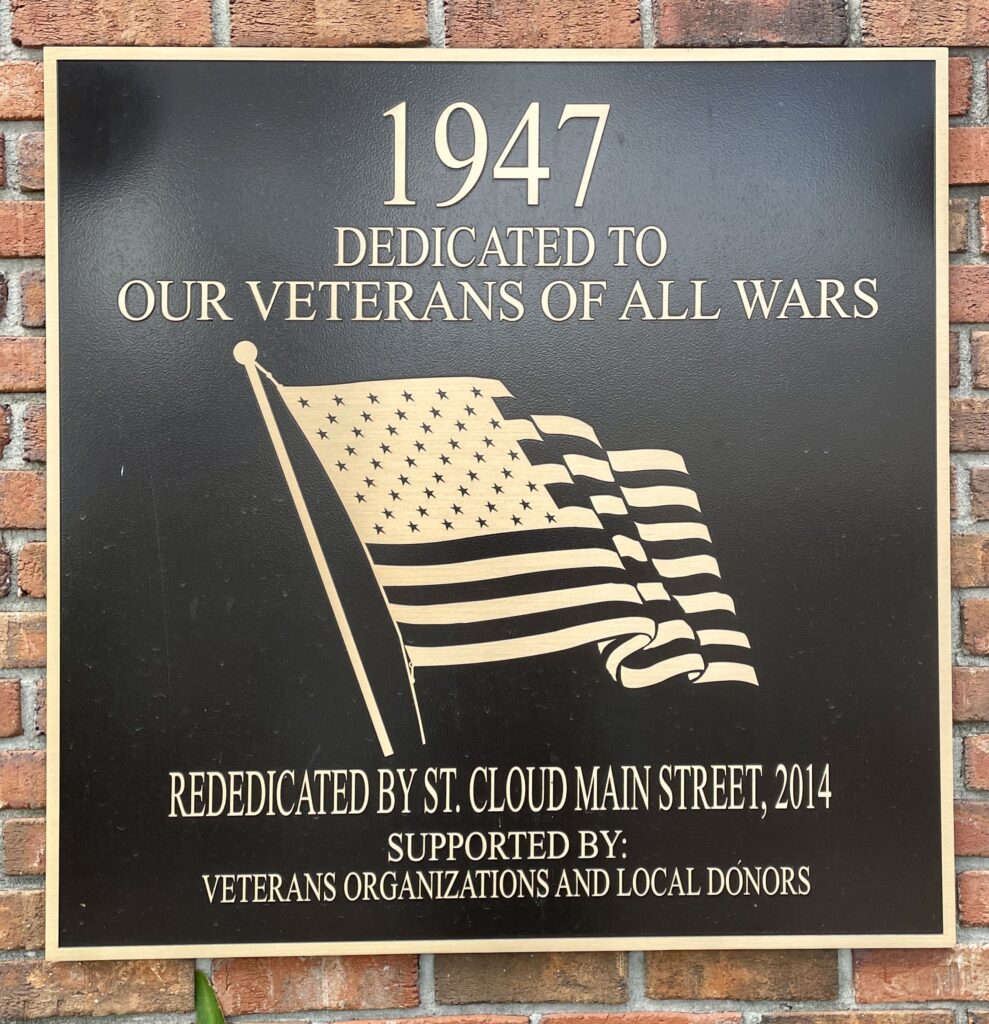 1947
DEDICATED TO
OUR VETERANS OF ALL WARS
REDEDICATED BY ST. CLOUD MAIN STREET, 2014
SUPPORTED BY:
VETERANS ORGANIZATIONS AND LOCAL DONORS